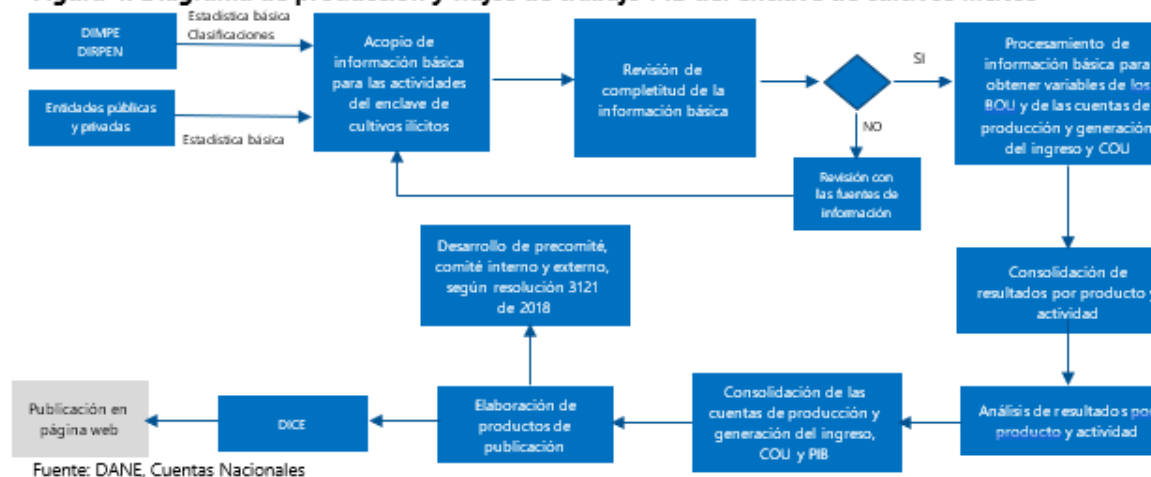 DIMPE
DIRPEN
Estadística básica
Clasificaciones
Entidades públicas
y privadas
Estadística básica
Acopio de
información básica
para las actividades
del enclave de
cultivos ilícitos
Revisión de
completitud de la
información básica
SI
NO
Revisión con
las fuentes de
información
Procesamiento de
información básica para
obtener variables de los
BOU y de las cuentas de
producción y generación
del ingreso y COU
Consolidación de
resultados por producto
actividad
Análisis de resultados
producto y actividad
Consolidación de las
cuentas de producción y
generación del ingreso,
COU y PIB
Elaboración de
productos de
publicación
Desarrollo de precomité,
comité interno y externo,
según resolución 3121
de 2018
DICE
Publicación en
página web
Fuente: DANE, Cuentas Nacionales